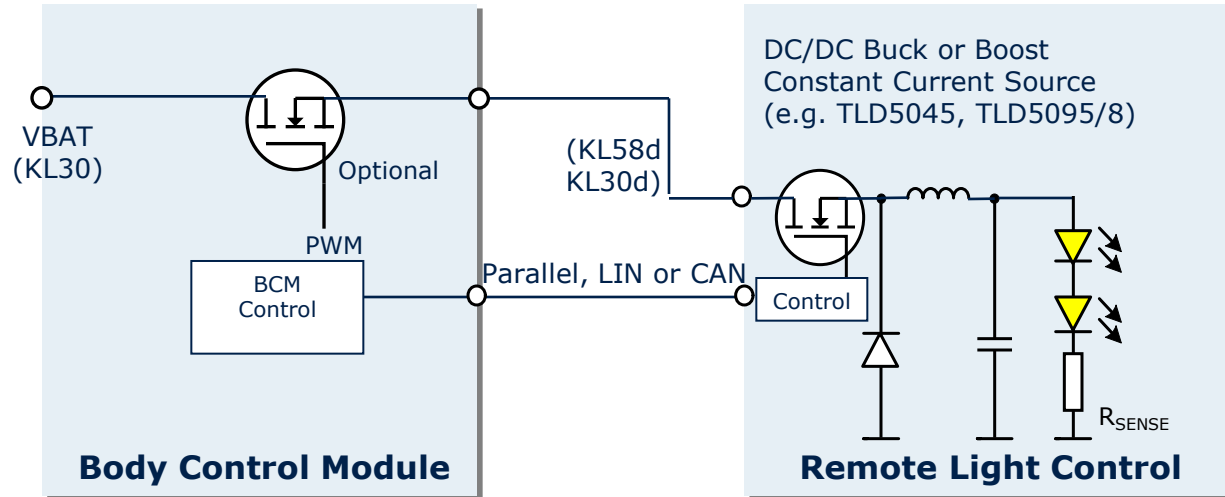 VBAT
(KL30)
Optional
PWM
BCM
Control
Body Control Module
(KL58d
KL30d)
Parallel, LIN or CAN
DC/DC Buck or Boost
Constant Current Source
(e.g. TLD5045, TLD5095/8)
Control
RSENSE
Remote Light Control